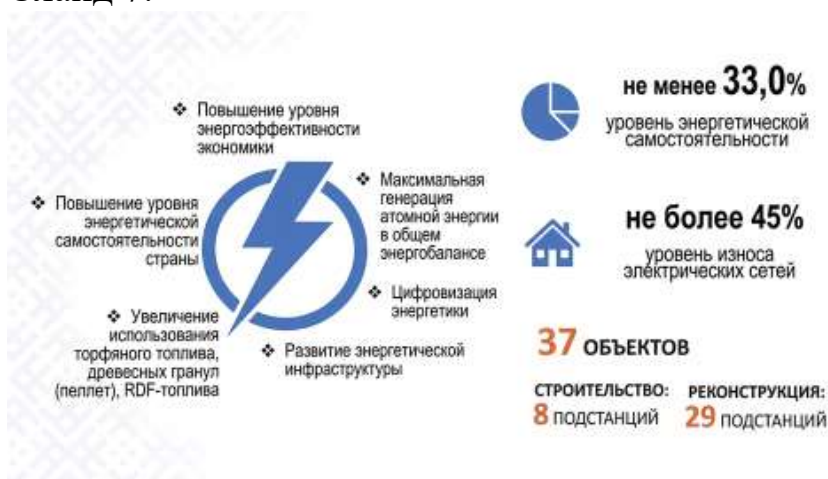 ❖ Повышение уровня
энергоэффективности
экономики
❖ Повышение уровня
энергетической
самостоятельности
страны
❖ Максимальная
генерация
атомной энергии
в общем
энергобалансе
❖ Цифровизация
энергетики
❖ Увеличение
использования
торфяного топлива,
древесных гранул
(пеллет), RDF-топлива
❖ Развитие энергетической
инфраструктуры
не менее 33,0%
уровень энергетической
самостоятельности
не более 45%
уровень износа
электрических сетей
37 ОБЪЕКТОВ
СТРОИТЕЛЬСТВО:
8 ПОДСТАНЦИЙ
РЕКОНСТРУКЦИЯ:
29 ПОДСТАНЦИЙ